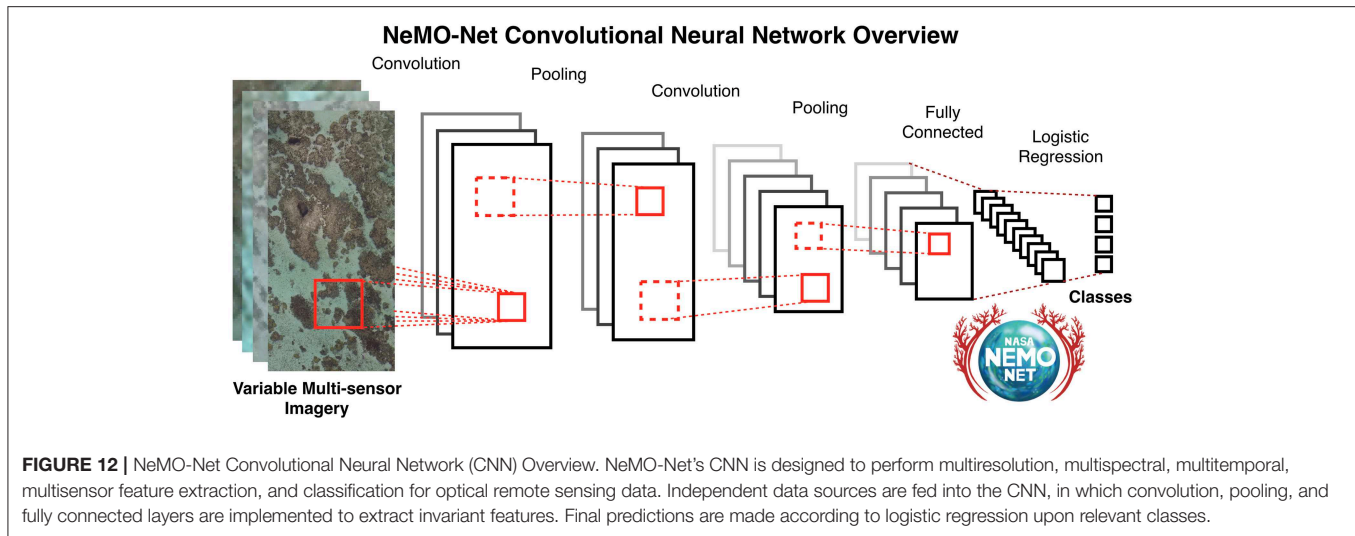 NeMO-Net Convolutional Neural Network Overview
Convolution
Pooling
Convolution
Pooling
Fully
Connected
Logistic
Regression
Classes
Variable Multi-sensor
Imagery
NASA
NEMO
NET
FIGURE 12 | NeMO-Net Convolutional Neural Network (CNN) Overview. NeMO-Net's CNN is designed to perform multiresolution, multispectral, multitemporal,
multisensor feature extraction, and classification for optical remote sensing data. Independent data sources are fed into the CNN, in which convolution, pooling, and
fully connected layers are implemented to extract invariant features. Final predictions are made according to logistic regression upon relevant classes.